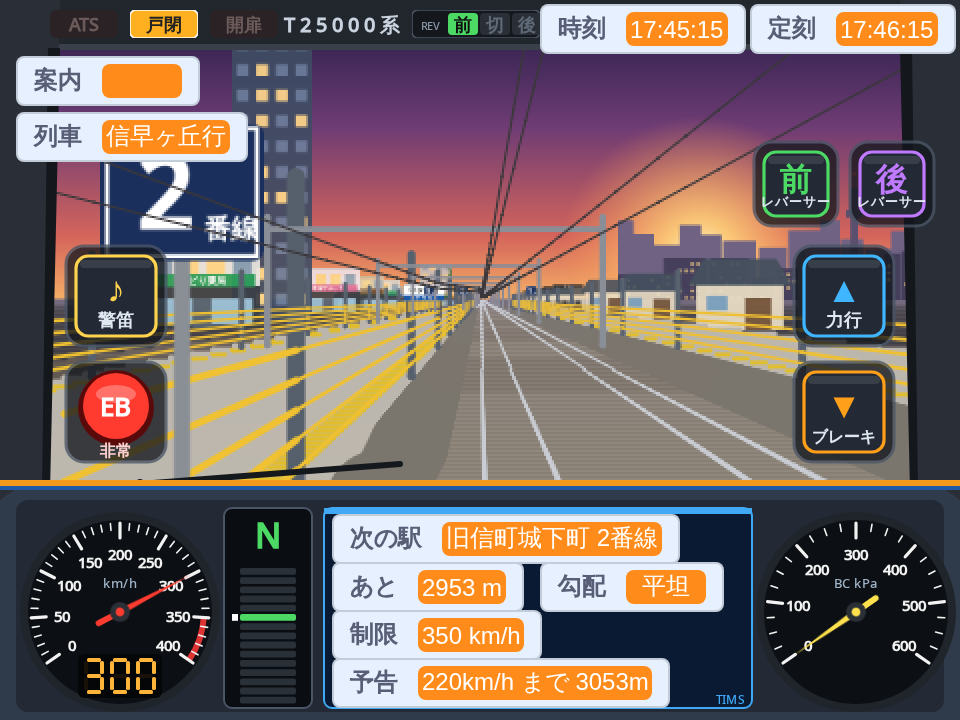 ATS 戸閉 開扉 T25000系 REV 前 切 後
時刻 17:45:15 定刻 17:46:15
案内
列車 信早ヶ丘行
2 番線
前 レバーサー
後 レバーサー
♪ 警笛
▲ 力行
EB 非常
▼ ブレーキ
0 50 100 150 200 250 300 350 400
km/h
300
N
次の駅 旧信町城下町 2番線
あと 2953 m 勾配 平坦
制限 350 km/h
予告 220km/h まで 3053m
TIMS
0 100 200 300 400 500 600
BC kPa